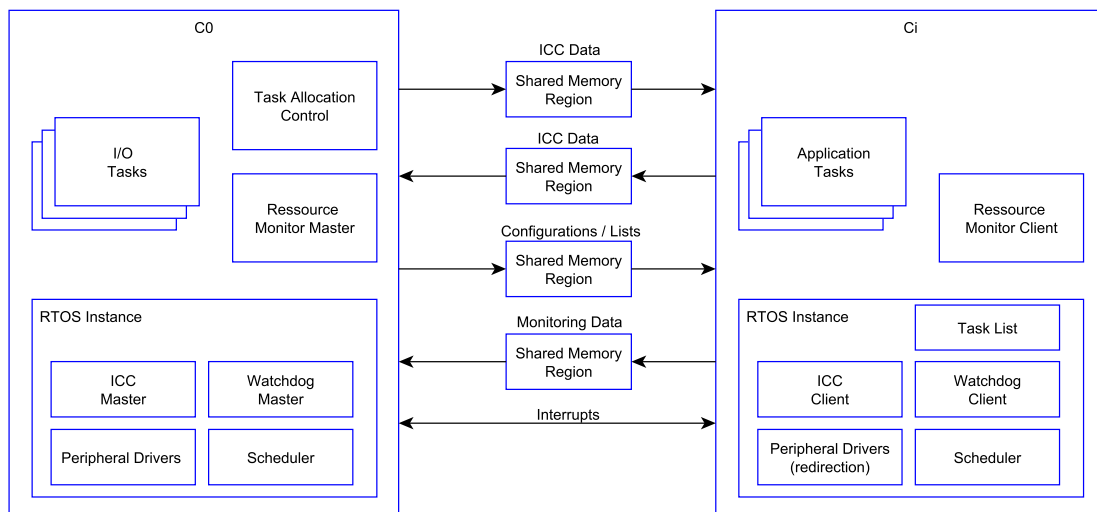 C0
Task Allocation
Control
I/O
Tasks
Ressource
Monitor Master
RTOS Instance
ICC
Master
Watchdog
Master
Peripheral Drivers
Scheduler
ICC Data
Shared Memory
Region
ICC Data
Shared Memory
Region
Configurations / Lists
Shared Memory
Region
Monitoring Data
Shared Memory
Region
Interrupts
Ci
Application
Tasks
Ressource
Monitor Client
RTOS Instance
Task List
ICC
Client
Watchdog
Client
Peripheral Drivers
(redirection)
Scheduler